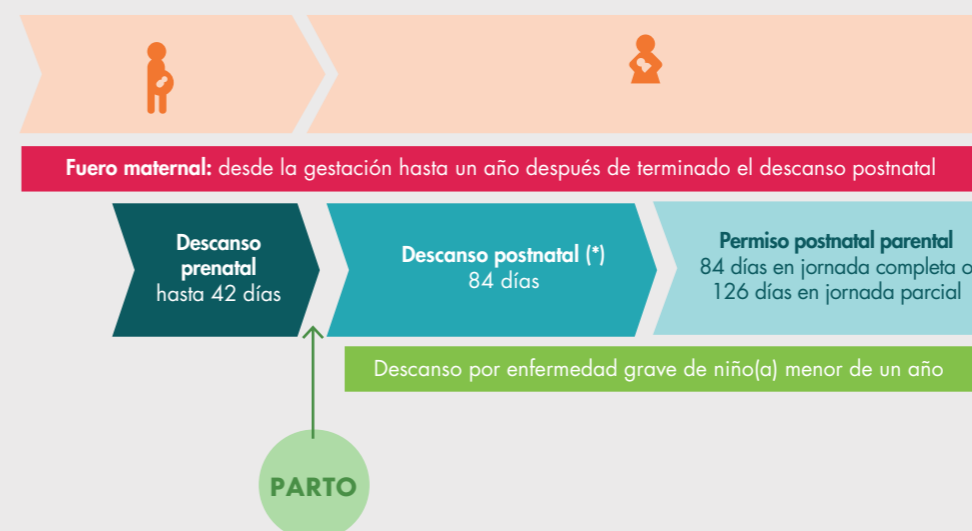 Fuero maternal: desde la gestación hasta un año después de terminado el descanso postnatal
Descanso
prenatal
hasta 42 días
Descanso postnatal (*)
84 días
Permiso postnatal parental
84 días en jornada completa o
126 días en jornada parcial
Descanso por enfermedad grave de niño(a) menor de un año
PARTO